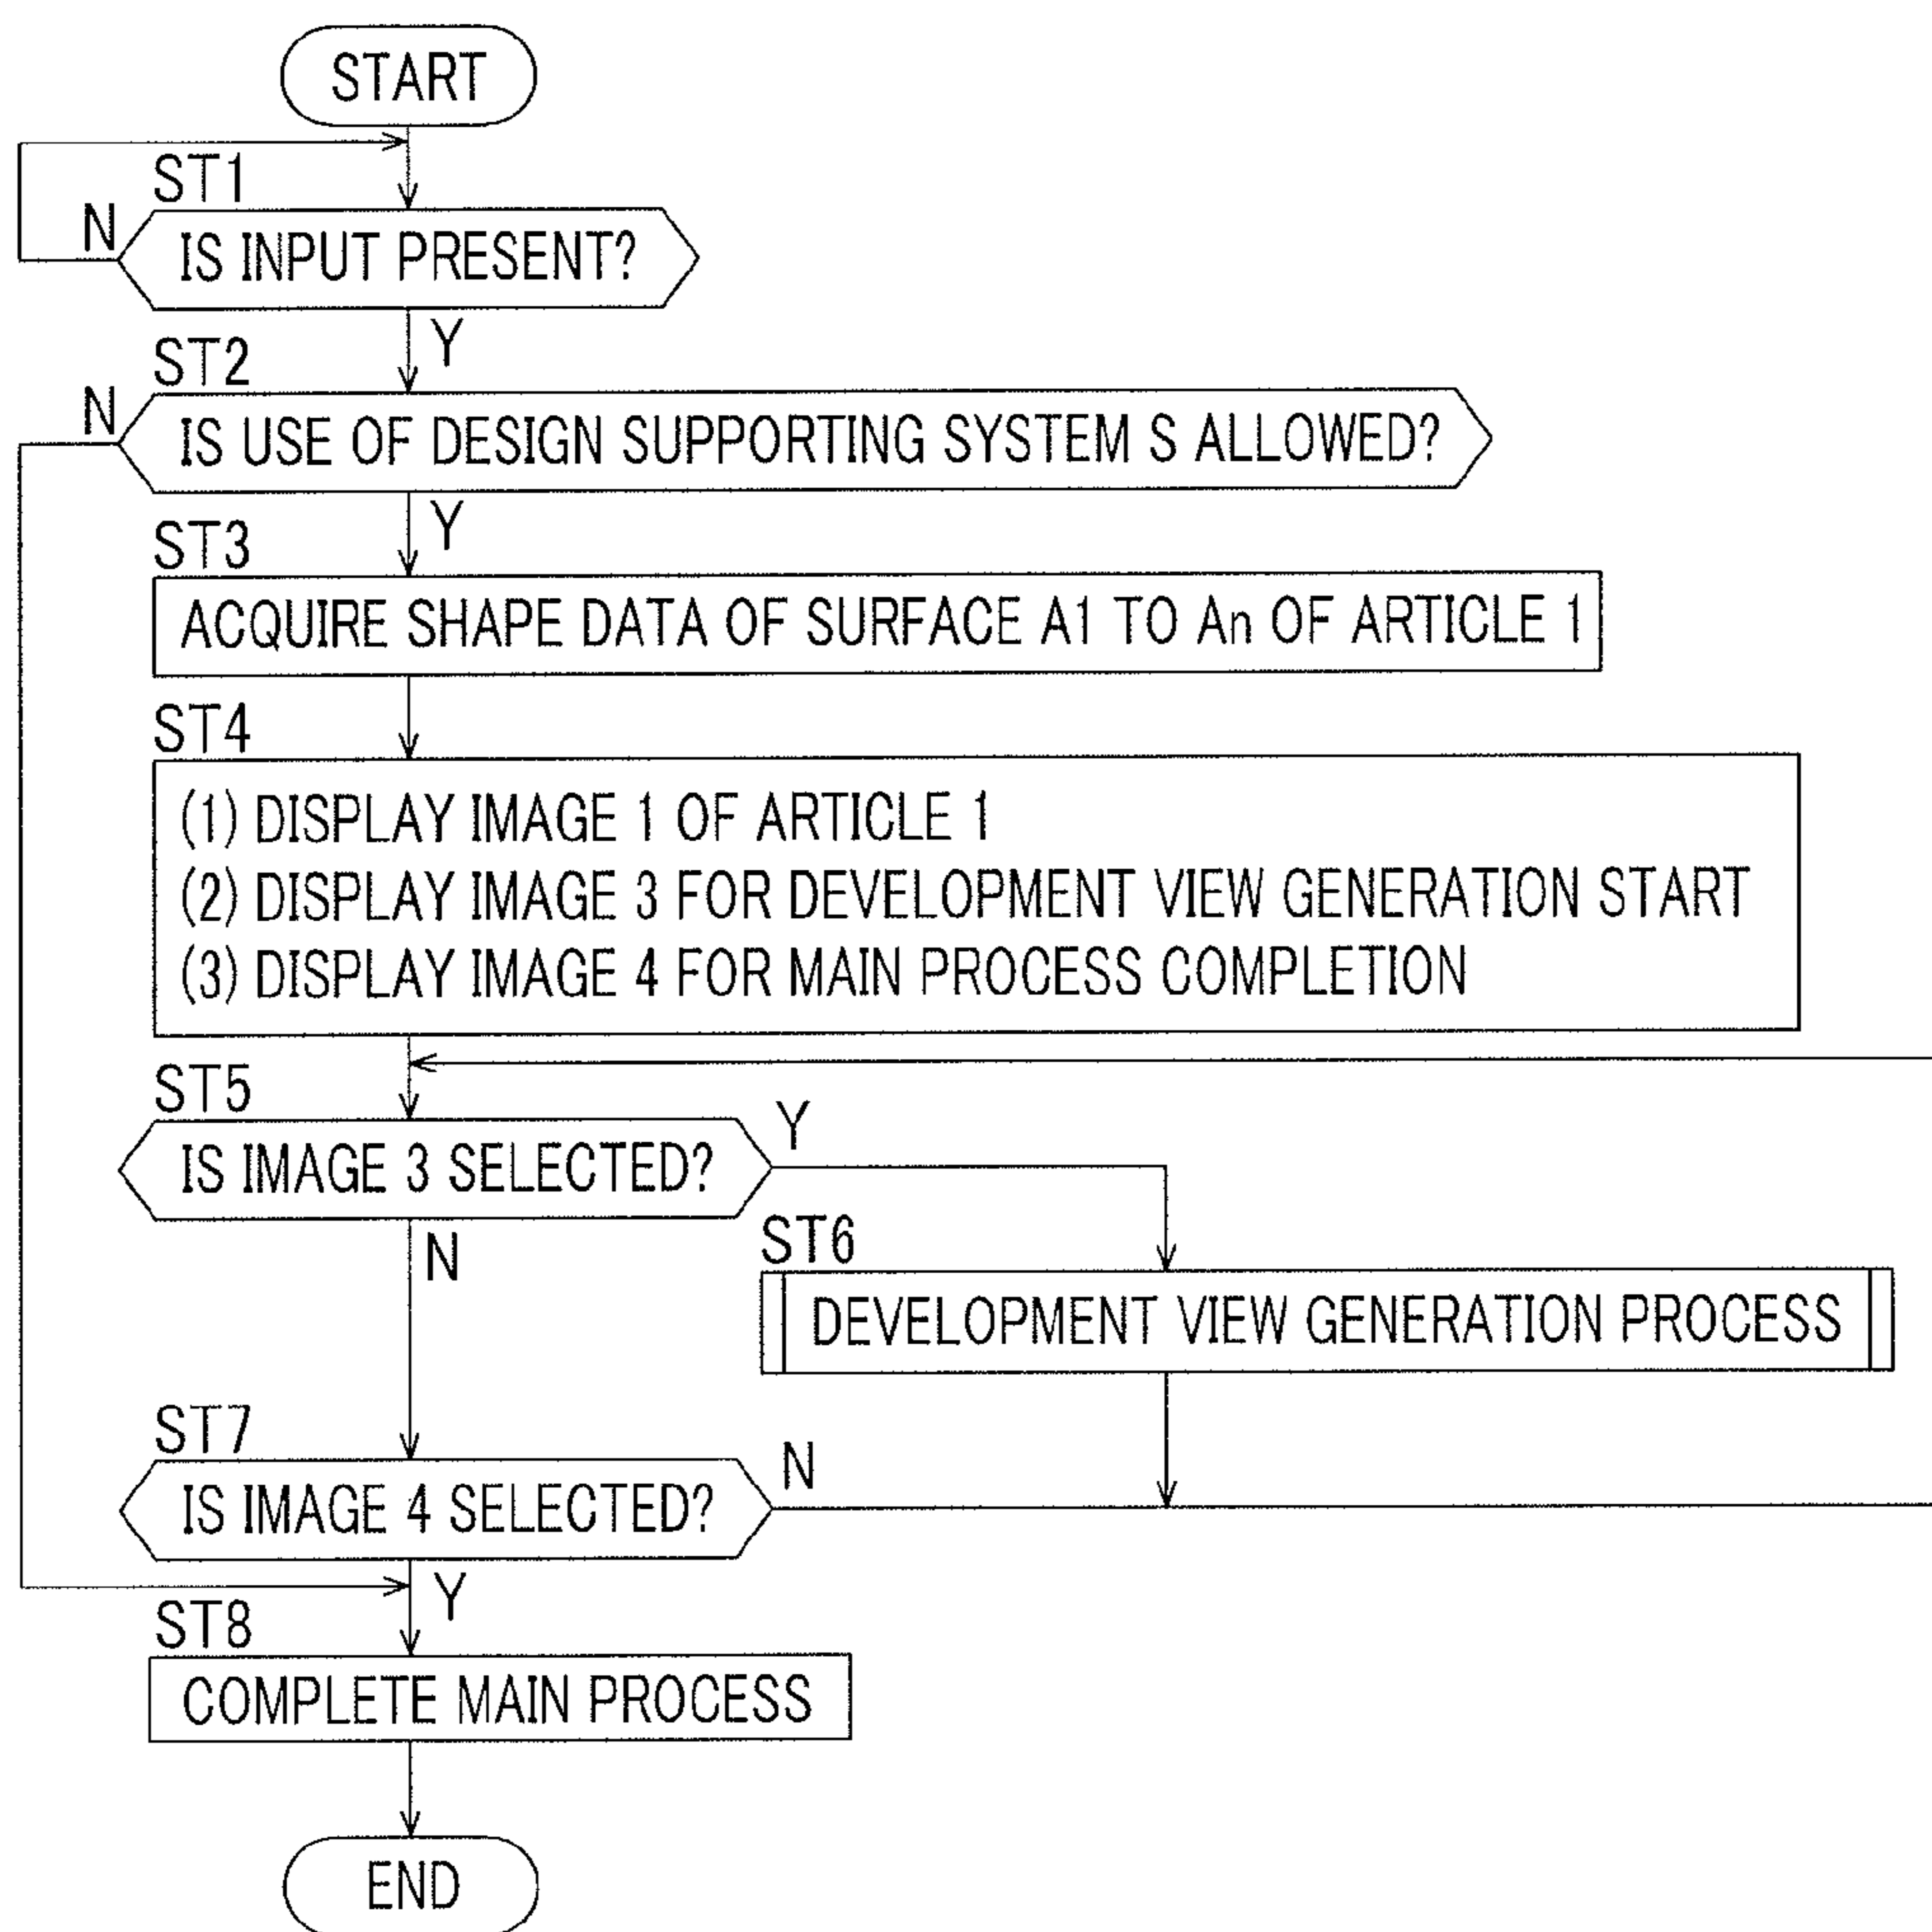 START
ST1
N
IS INPUT PRESENT?
Y
ST2
N
IS USE OF DESIGN SUPPORTING SYSTEM S ALLOWED?
Y
ST3
ACQUIRE SHAPE DATA OF SURFACE A1 TO An OF ARTICLE 1
ST4
(1) DISPLAY IMAGE 1 OF ARTICLE 1
(2) DISPLAY IMAGE 3 FOR DEVELOPMENT VIEW GENERATION START
(3) DISPLAY IMAGE 4 FOR MAIN PROCESS COMPLETION
ST5
IS IMAGE 3 SELECTED?
Y
N
ST6
DEVELOPMENT VIEW GENERATION PROCESS
ST7
IS IMAGE 4 SELECTED?
N
Y
ST8
COMPLETE MAIN PROCESS
END